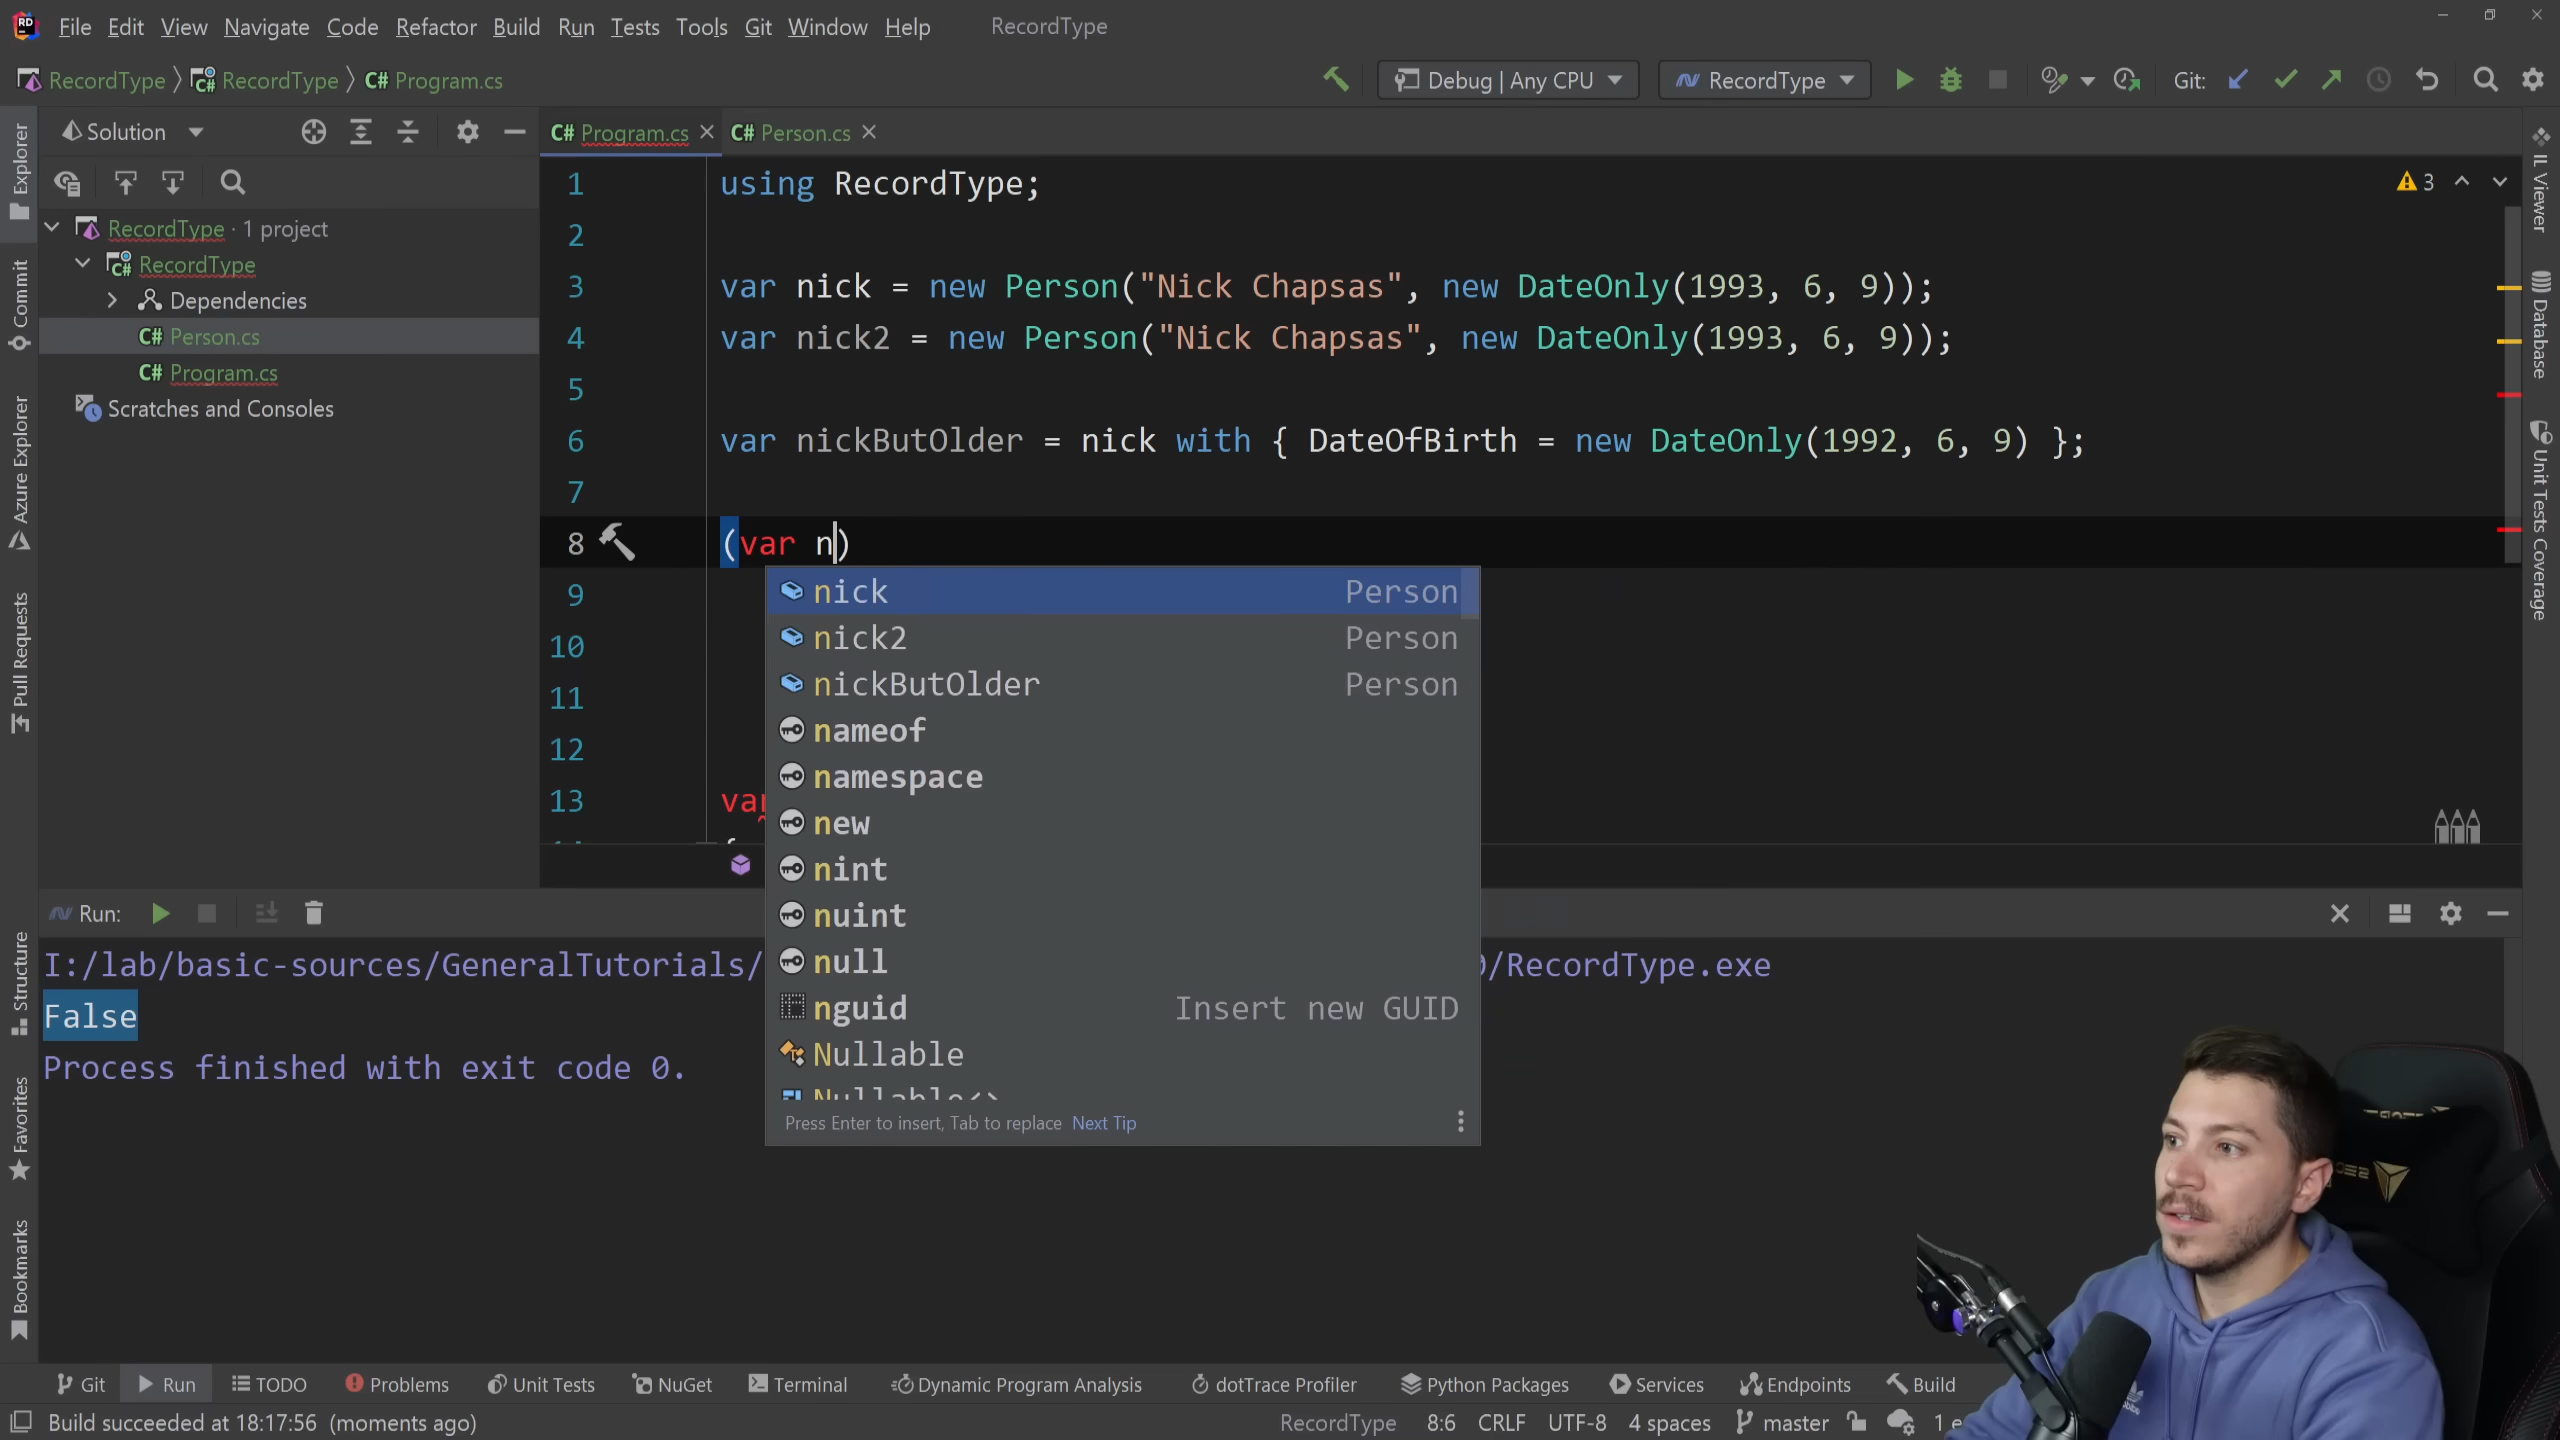 File Edit View Navigate Code Refactor Build Run Tests Tools Git Window Help RecordType
RecordType RecordType C# Program.cs
Debug | Any CPU RecordType Git:
Solution
C# Program.cs C# Person.cs
RecordType · 1 project
RecordType
Dependencies
C# Person.cs
C# Program.cs
Scratches and Consoles
Explorer
Commit
Azure Explorer
Pull Requests
Structure
Favorites
Bookmarks
1 using RecordType;
2
3 var nick = new Person("Nick Chapsas", new DateOnly(1993, 6, 9));
4 var nick2 = new Person("Nick Chapsas", new DateOnly(1993, 6, 9));
5
6 var nickButOlder = nick with { DateOfBirth = new DateOnly(1992, 6, 9) };
7
8 (var n)
9
10
11
12
13 var
3
IL Viewer
Database
Unit Tests Coverage
nick Person
nick2 Person
nickButOlder Person
nameof
namespace
new
nint
nuint
null
nguid Insert new GUID
Nullable
Nullable<>
Press Enter to insert, Tab to replace Next Tip
Run:
I:/lab/basic-sources/GeneralTutorials/
/RecordType.exe
False
Process finished with exit code 0.
Git Run TODO Problems Unit Tests NuGet Terminal Dynamic Program Analysis dotTrace Profiler Python Packages Services Endpoints Build
Build succeeded at 18:17:56 (moments ago) RecordType 8:6 CRLF UTF-8 4 spaces master